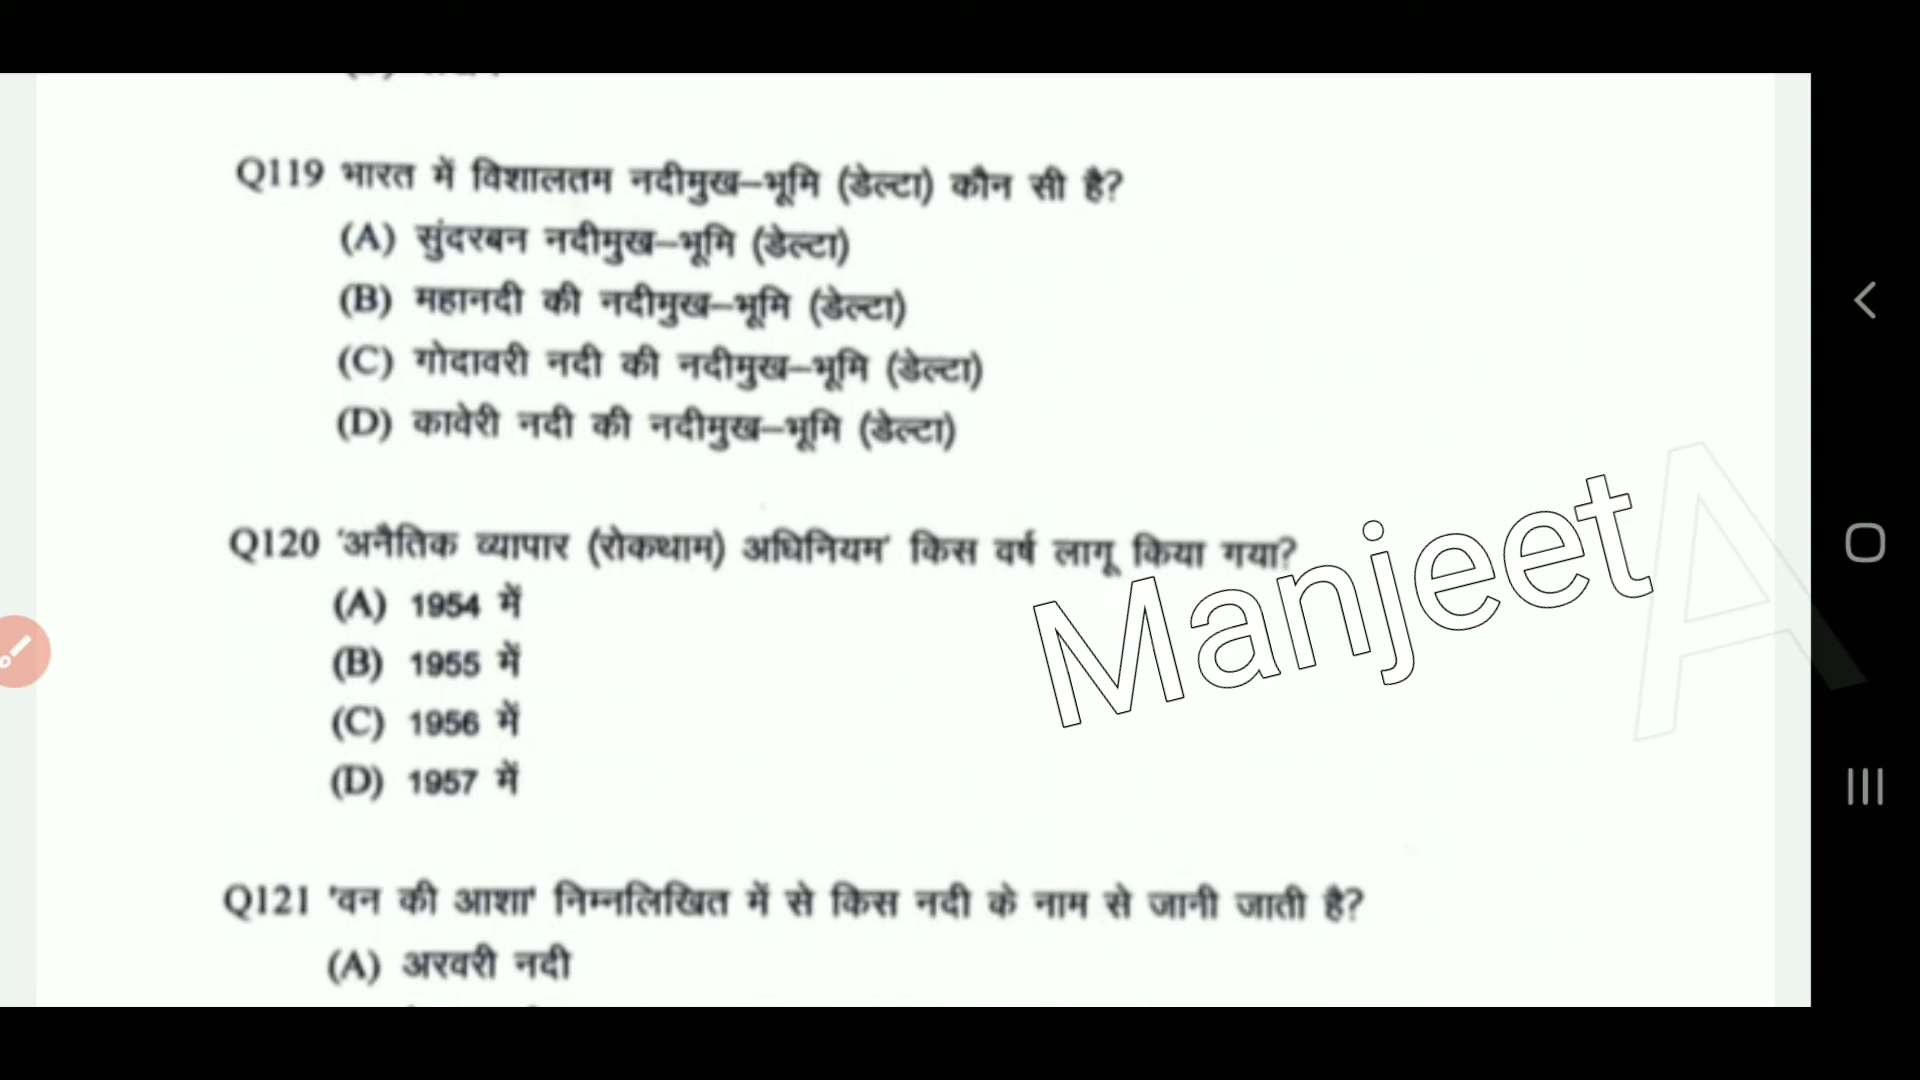 Q119 भारत में विशालतम नदीमुख–भूमि (डेल्टा) कौन सी है?
(A) सुंदरबन नदीमुख–भूमि (डेल्टा)
(B) महानदी की नदीमुख–भूमि (डेल्टा)
(C) गोदावरी नदी की नदीमुख–भूमि (डेल्टा)
(D) कावेरी नदी की नदीमुख–भूमि (डेल्टा)
Q120 'अनैतिक व्यापार (रोकथाम) अधिनियम' किस वर्ष लागू किया गया?
(A) 1954 में
(B) 1955 में
(C) 1956 में
(D) 1957 में
Manjeet
A
Q121 'वन की आशा' निम्नलिखित में से किस नदी के नाम से जानी जाती है?
(A) अरवरी नदी